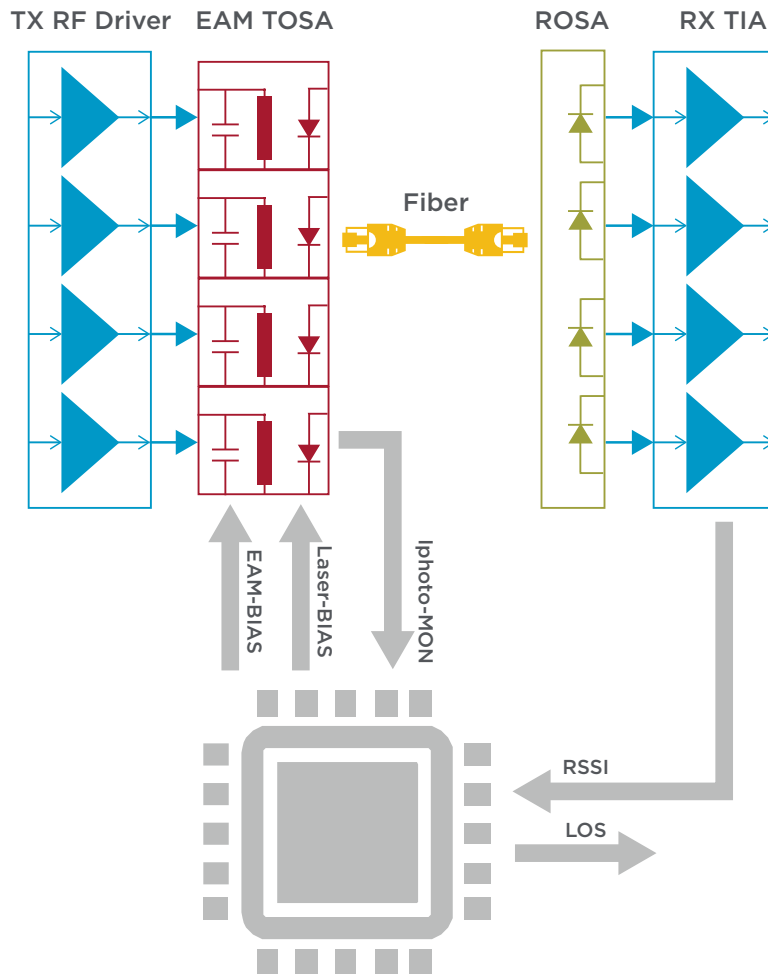 TX RF Driver
EAM TOSA
ROSA
RX TIA
Fiber
EAM-BIAS
Laser-BIAS
Iphoto-MON
RSSI
LOS